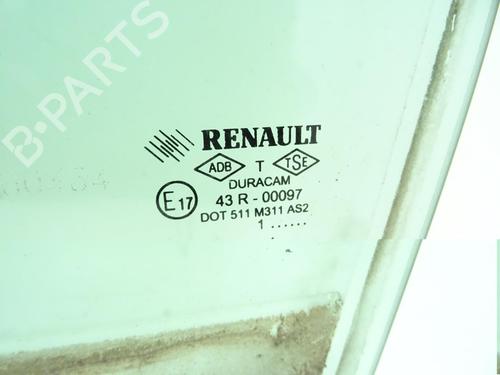 RENAULT
ADB T TSE
DURACAM
E17 43 R - 00097
DOT 511 M311 AS2
1 ......
B-PARTS